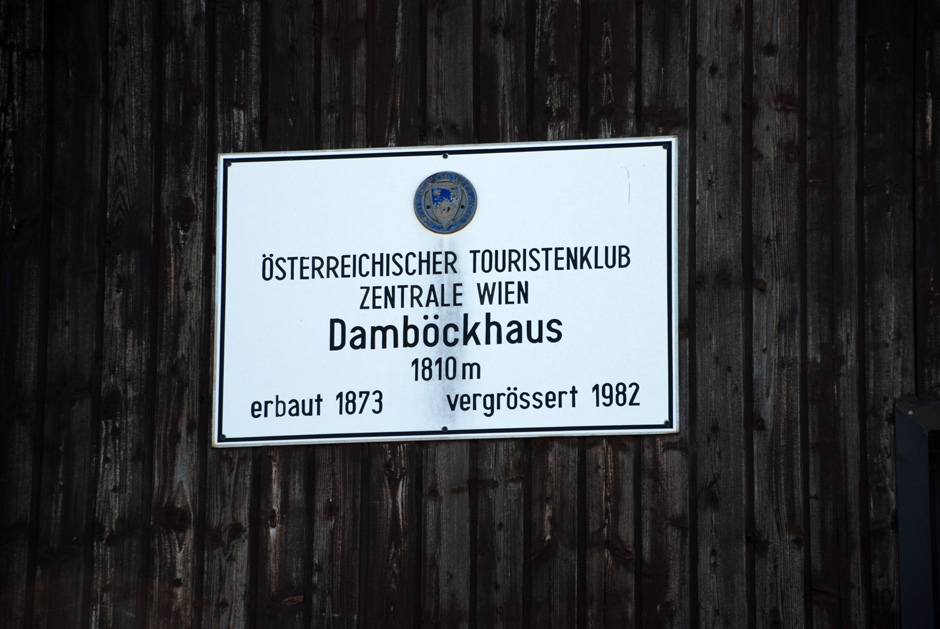 ÖSTERREICHISCHER TOURISTENKLUB
ZENTRALE WIEN
Damböckhaus
1810 m
erbaut 1873 vergrössert 1982